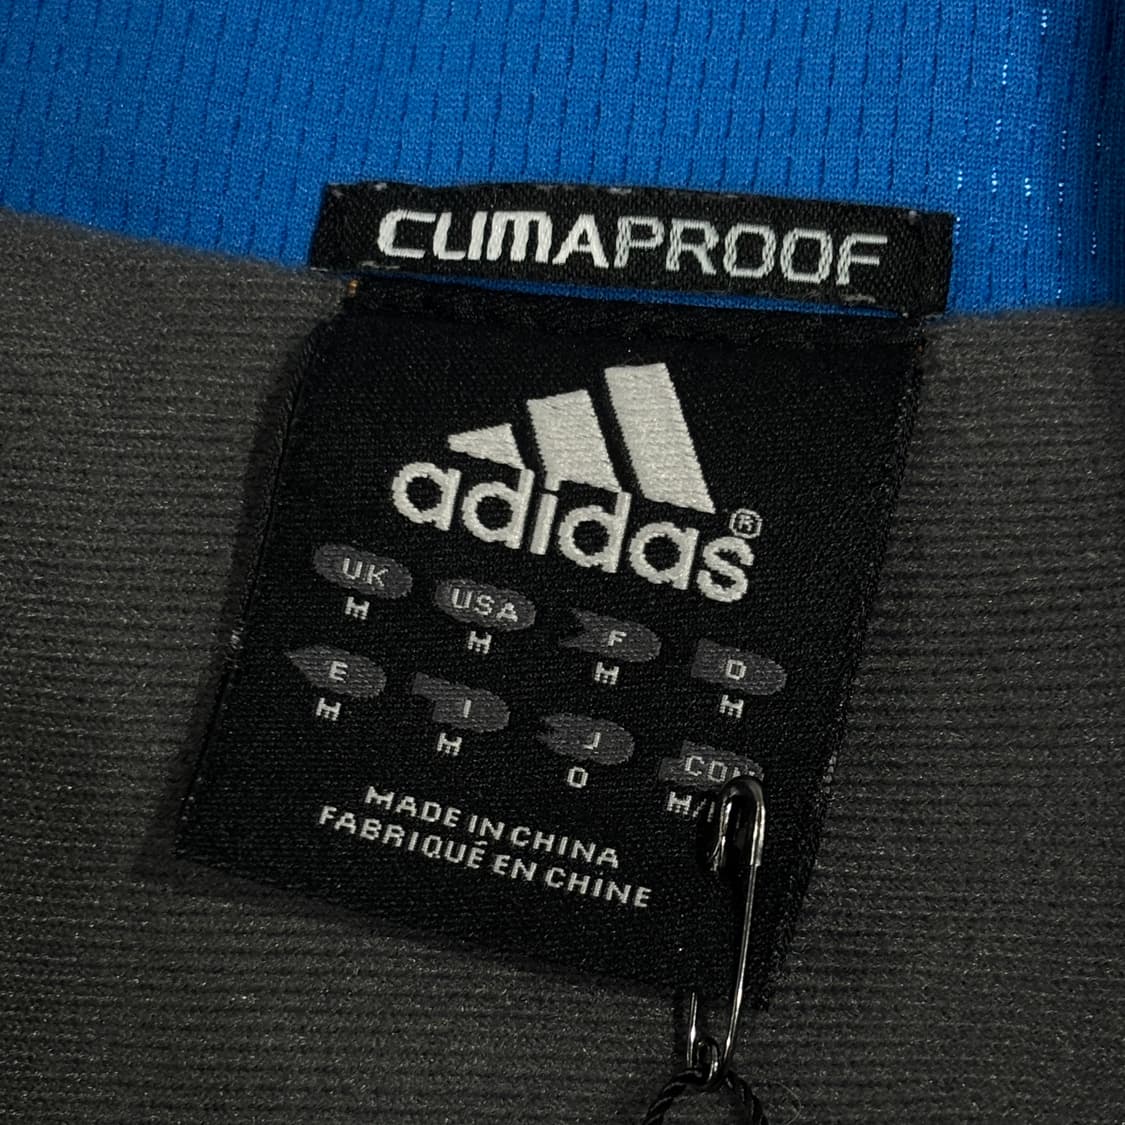 CLIMAPROOF
adidas®
UK USA F D
M M M M
E I J
M M O
MADE IN CHINA
FABRIQUÉ EN CHINE